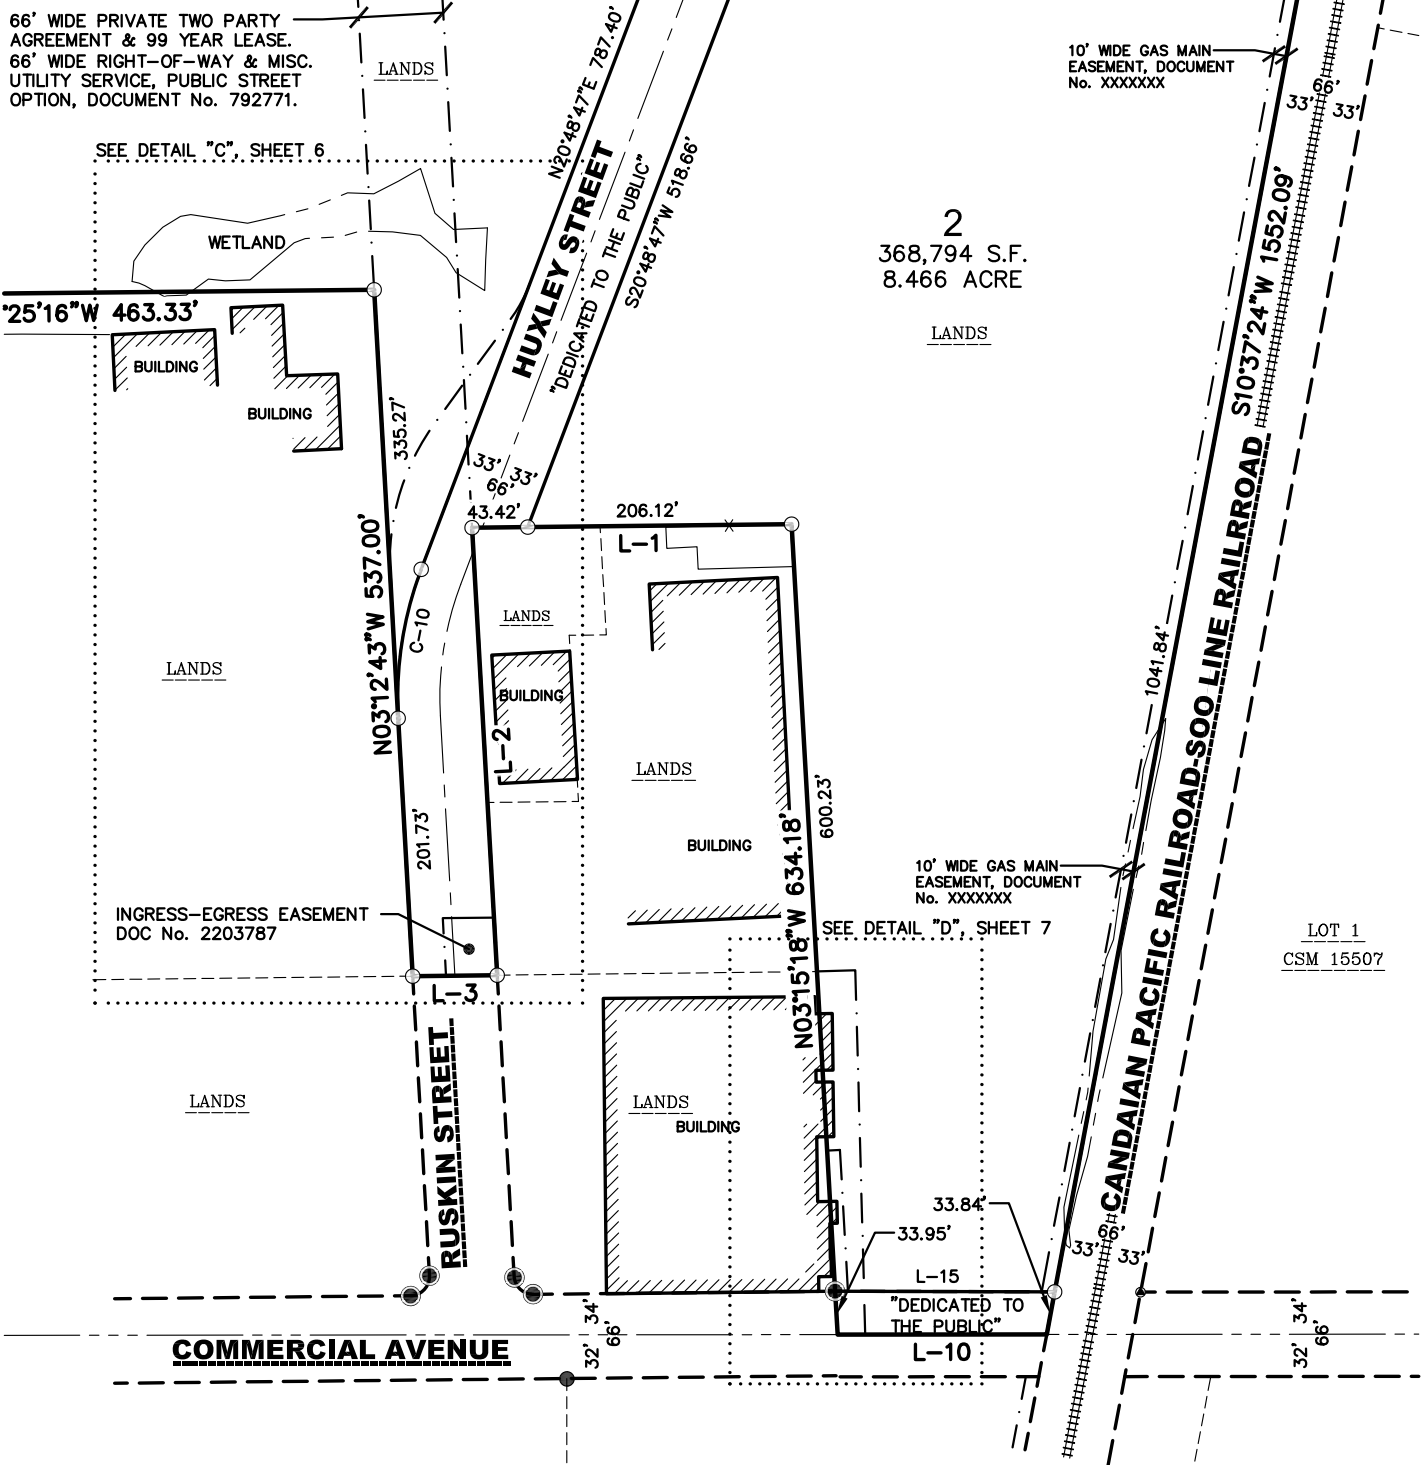 66' WIDE PRIVATE TWO PARTY
AGREEMENT & 99 YEAR LEASE.
66' WIDE RIGHT-OF-WAY & MISC.
UTILITY SERVICE, PUBLIC STREET
OPTION, DOCUMENT No. 792771.
LANDS
SEE DETAIL "C", SHEET 6
WETLAND
"25'16"W 463.33'
BUILDING
BUILDING
335.27'
N03°12'43"W 537.00'
N20°48'47"E 787.40'
HUXLEY STREET
"DEDICATED TO THE PUBLIC"
S20°48'47"W 518.66'
33'
33'
66'
43.42'
206.12'
L-1
2
368,794 S.F.
8.466 ACRE
LANDS
10' WIDE GAS MAIN
EASEMENT, DOCUMENT
No. XXXXXXX
66'
33'
33'
S10°37'24"W 1552.09'
CANDAIAN PACIFIC RAILROAD-SOO LINE RAILRROAD
1041.84'
C-10
LANDS
LANDS
BUILDING
L-2
LANDS
BUILDING
600.23'
N03°15'18"W 634.18'
201.73'
10' WIDE GAS MAIN
EASEMENT, DOCUMENT
No. XXXXXXX
INGRESS-EGRESS EASEMENT
DOC No. 2203787
SEE DETAIL "D", SHEET 7
LOT 1
CSM 15507
L-3
RUSKIN STREET
LANDS
LANDS
BUILDING
33.84'
33.95'
66'
33'
33'
L-15
"DEDICATED TO
THE PUBLIC"
L-10
34'
66'
32'
34'
66'
32'
COMMERCIAL AVENUE